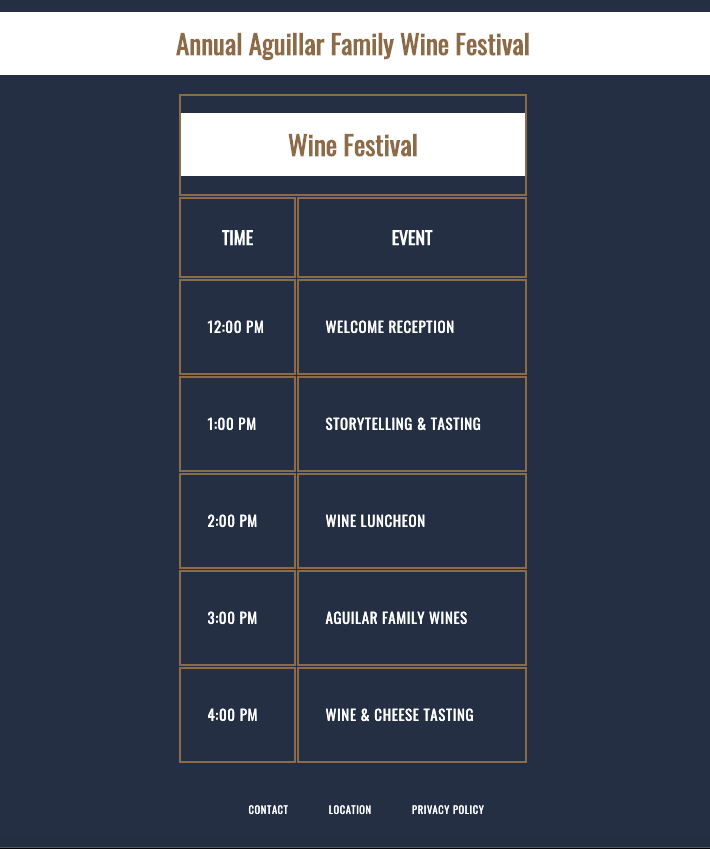 Annual Aguillar Family Wine Festival
Wine Festival
TIME EVENT
12:00 PM WELCOME RECEPTION
1:00 PM STORYTELLING & TASTING
2:00 PM WINE LUNCHEON
3:00 PM AGUILAR FAMILY WINES
4:00 PM WINE & CHEESE TASTING
CONTACT LOCATION PRIVACY POLICY